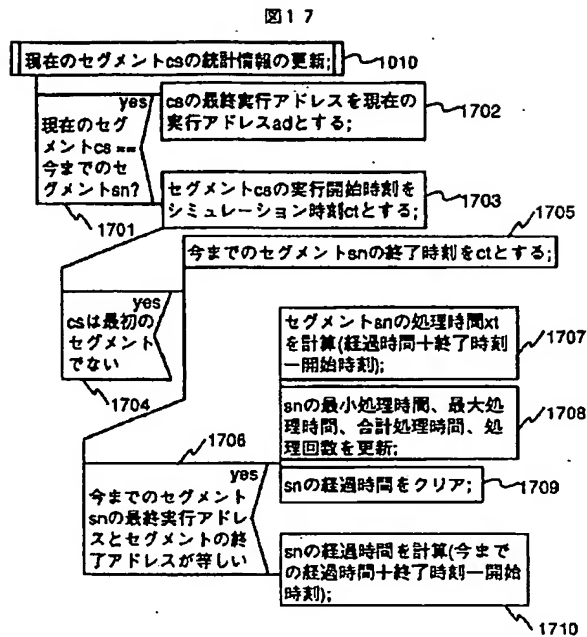 図17
現在のセグメントcsの統計情報の更新;
1010
yes
現在のセグ
メントcs ==
今までのセ
グメントsn?
1701
csの最終実行アドレスを現在の
実行アドレスadとする;
1702
セグメントcsの実行開始時刻を
シミュレーション時刻ctとする;
1703
1705
今までのセグメントsnの終了時刻をctとする;
yes
csは最初の
セグメント
でない
1704
セグメントsnの処理時間xt
を計算(経過時間+終了時刻
ー開始時刻);
1707
snの最小処理時間、最大処
理時間、合計処理時間、処
理回数を更新;
1708
1706
yes
今までのセグメント
snの最終実行アドレ
スとセグメントの終
了アドレスが等しい
snの経過時間をクリア;
1709
snの経過時間を計算(今まで
の経過時間+終了時刻ー開始
時刻);
1710